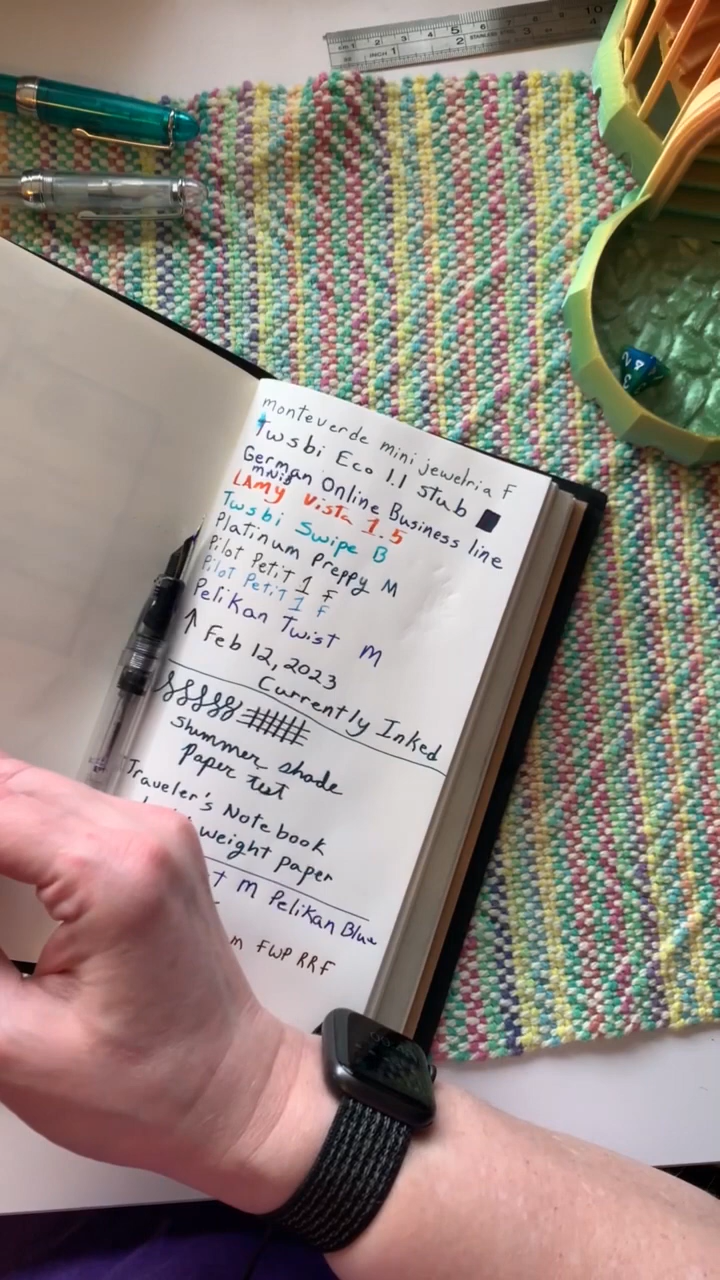 monteverde mini jewelria F
Twsbi Eco 1.1 stub
German Online Business line
mnis
LAmy Vista 1.5
Twsbi Swipe B
Platinum Preppy M
Pilot Petit 1 F
Pilot Petit 1 F
Pelikan Twist M
↑ Feb 12, 2023
Currently Inked
shimmer shade
Paper test
Traveler's Notebook
weight paper
t M Pelikan Blue
m FWP RRF